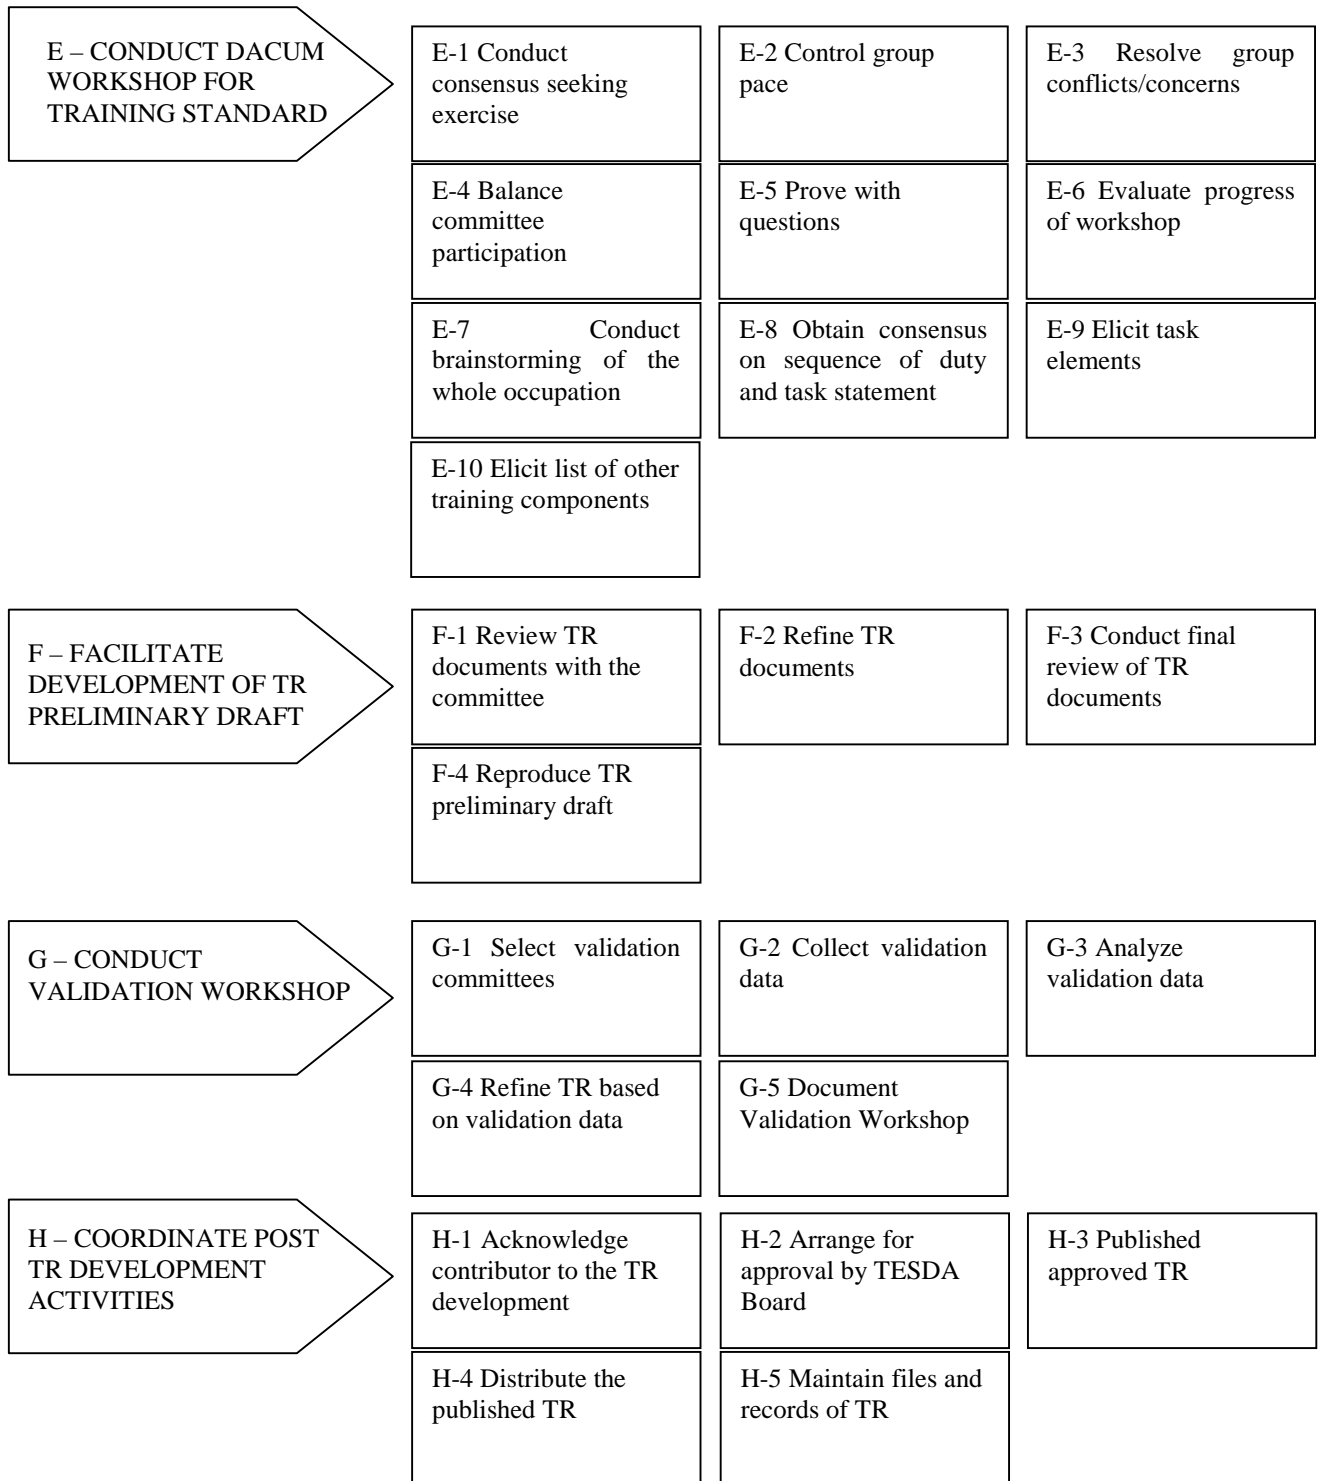 E – CONDUCT DACUM
WORKSHOP FOR
TRAINING STANDARD
E-1 Conduct
consensus seeking
exercise
E-2 Control group
pace
E-3 Resolve group
conflicts/concerns
E-4 Balance
committee
participation
E-5 Prove with
questions
E-6 Evaluate progress
of workshop
E-7 Conduct
brainstorming of the
whole occupation
E-8 Obtain consensus
on sequence of duty
and task statement
E-9 Elicit task
elements
E-10 Elicit list of other
training components
F – FACILITATE
DEVELOPMENT OF TR
PRELIMINARY DRAFT
F-1 Review TR
documents with the
committee
F-2 Refine TR
documents
F-3 Conduct final
review of TR
documents
F-4 Reproduce TR
preliminary draft
G – CONDUCT
VALIDATION WORKSHOP
G-1 Select validation
committees
G-2 Collect validation
data
G-3 Analyze
validation data
G-4 Refine TR based
on validation data
G-5 Document
Validation Workshop
H – COORDINATE POST
TR DEVELOPMENT
ACTIVITIES
H-1 Acknowledge
contributor to the TR
development
H-2 Arrange for
approval by TESDA
Board
H-3 Published
approved TR
H-4 Distribute the
published TR
H-5 Maintain files and
records of TR